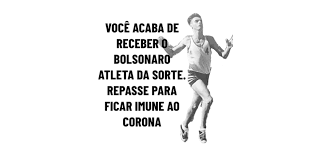 VOCÊ ACABA DE
RECEBER O
BOLSONARO
ATLETA DA SORTE.
REPASSE PARA
FICAR IMUNE AO
CORONA